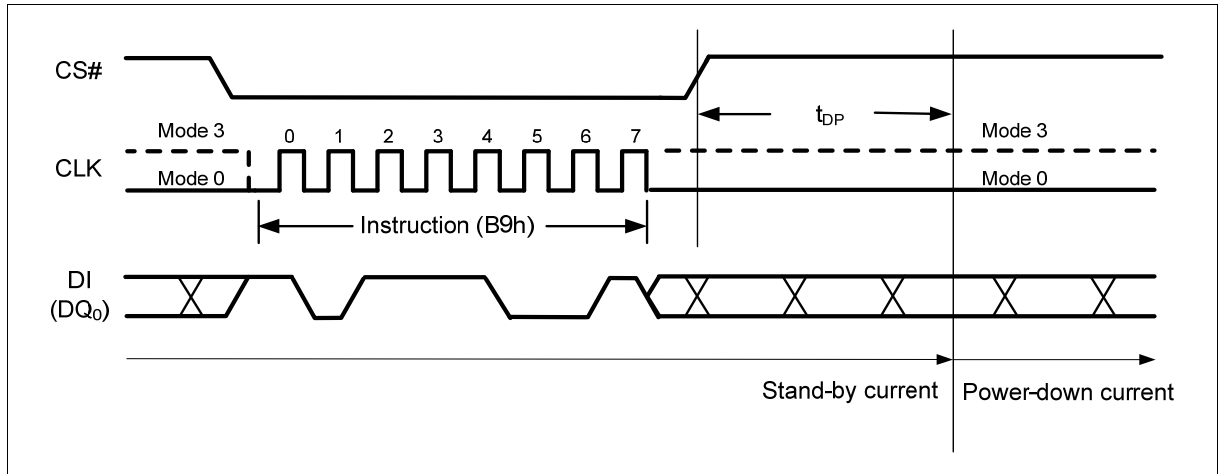 CS#
t_DP
Mode 3 0 1 2 3 4 5 6 7 Mode 3
CLK
Mode 0 Mode 0
Instruction (B9h)
DI
(DQ₀)
Stand-by current Power-down current